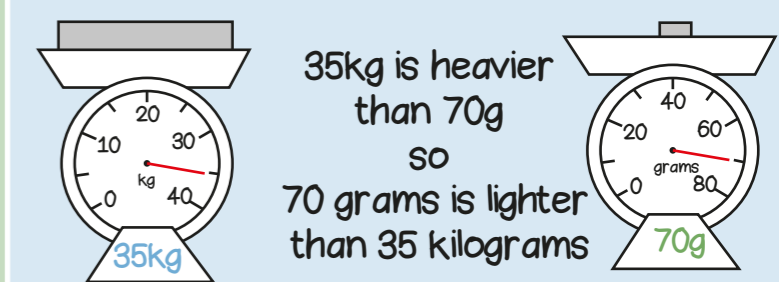 20
10
30
kg
0
40
35kg
35kg is heavier
than 70g
so
70 grams is lighter
than 35 kilograms
40
20
60
grams
0
80
70g